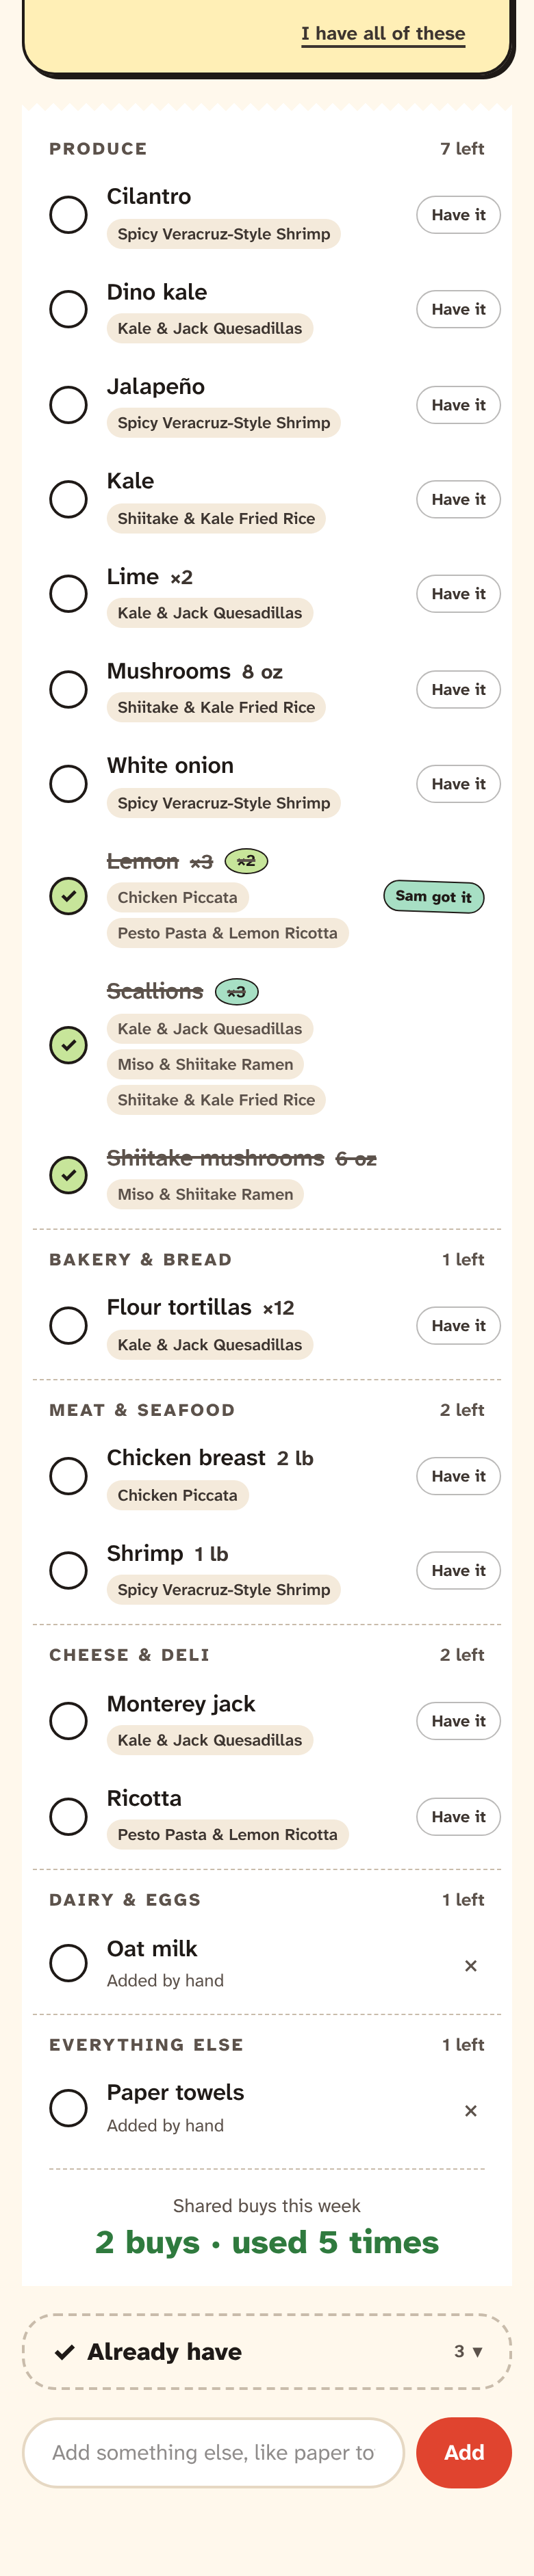 I have all of these
PRODUCE 7 left
Cilantro
Spicy Veracruz-Style Shrimp
Have it
Dino kale
Kale & Jack Quesadillas
Have it
Jalapeño
Spicy Veracruz-Style Shrimp
Have it
Kale
Shiitake & Kale Fried Rice
Have it
Lime ×2
Kale & Jack Quesadillas
Have it
Mushrooms 8 oz
Shiitake & Kale Fried Rice
Have it
White onion
Spicy Veracruz-Style Shrimp
Have it
Lemon ×3 ×2
Chicken Piccata
Pesto Pasta & Lemon Ricotta
Sam got it
Scallions ×3
Kale & Jack Quesadillas
Miso & Shiitake Ramen
Shiitake & Kale Fried Rice
Shiitake mushrooms 6 oz
Miso & Shiitake Ramen
BAKERY & BREAD 1 left
Flour tortillas ×12
Kale & Jack Quesadillas
Have it
MEAT & SEAFOOD 2 left
Chicken breast 2 lb
Chicken Piccata
Have it
Shrimp 1 lb
Spicy Veracruz-Style Shrimp
Have it
CHEESE & DELI 2 left
Monterey jack
Kale & Jack Quesadillas
Have it
Ricotta
Pesto Pasta & Lemon Ricotta
Have it
DAIRY & EGGS 1 left
Oat milk
Added by hand
×
EVERYTHING ELSE 1 left
Paper towels
Added by hand
×
Shared buys this week
2 buys · used 5 times
✓ Already have 3 ▼
Add something else, like paper to
Add